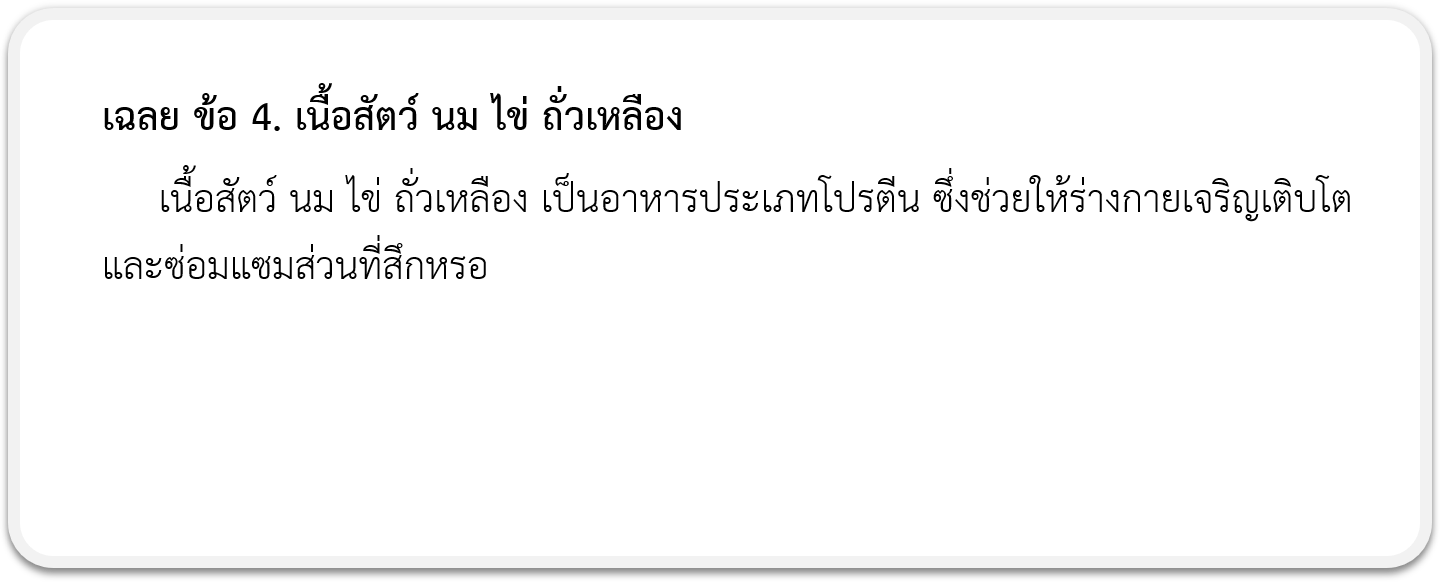 เฉลย ข้อ 4. เนื้อสัตว์ นม ไข่ ถั่วเหลือง
เนื้อสัตว์ นม ไข่ ถั่วเหลือง เป็นอาหารประเภทโปรตีน ซึ่งช่วยให้ร่างกายเจริญเติบโต
และซ่อมแซมส่วนที่สึกหรอ